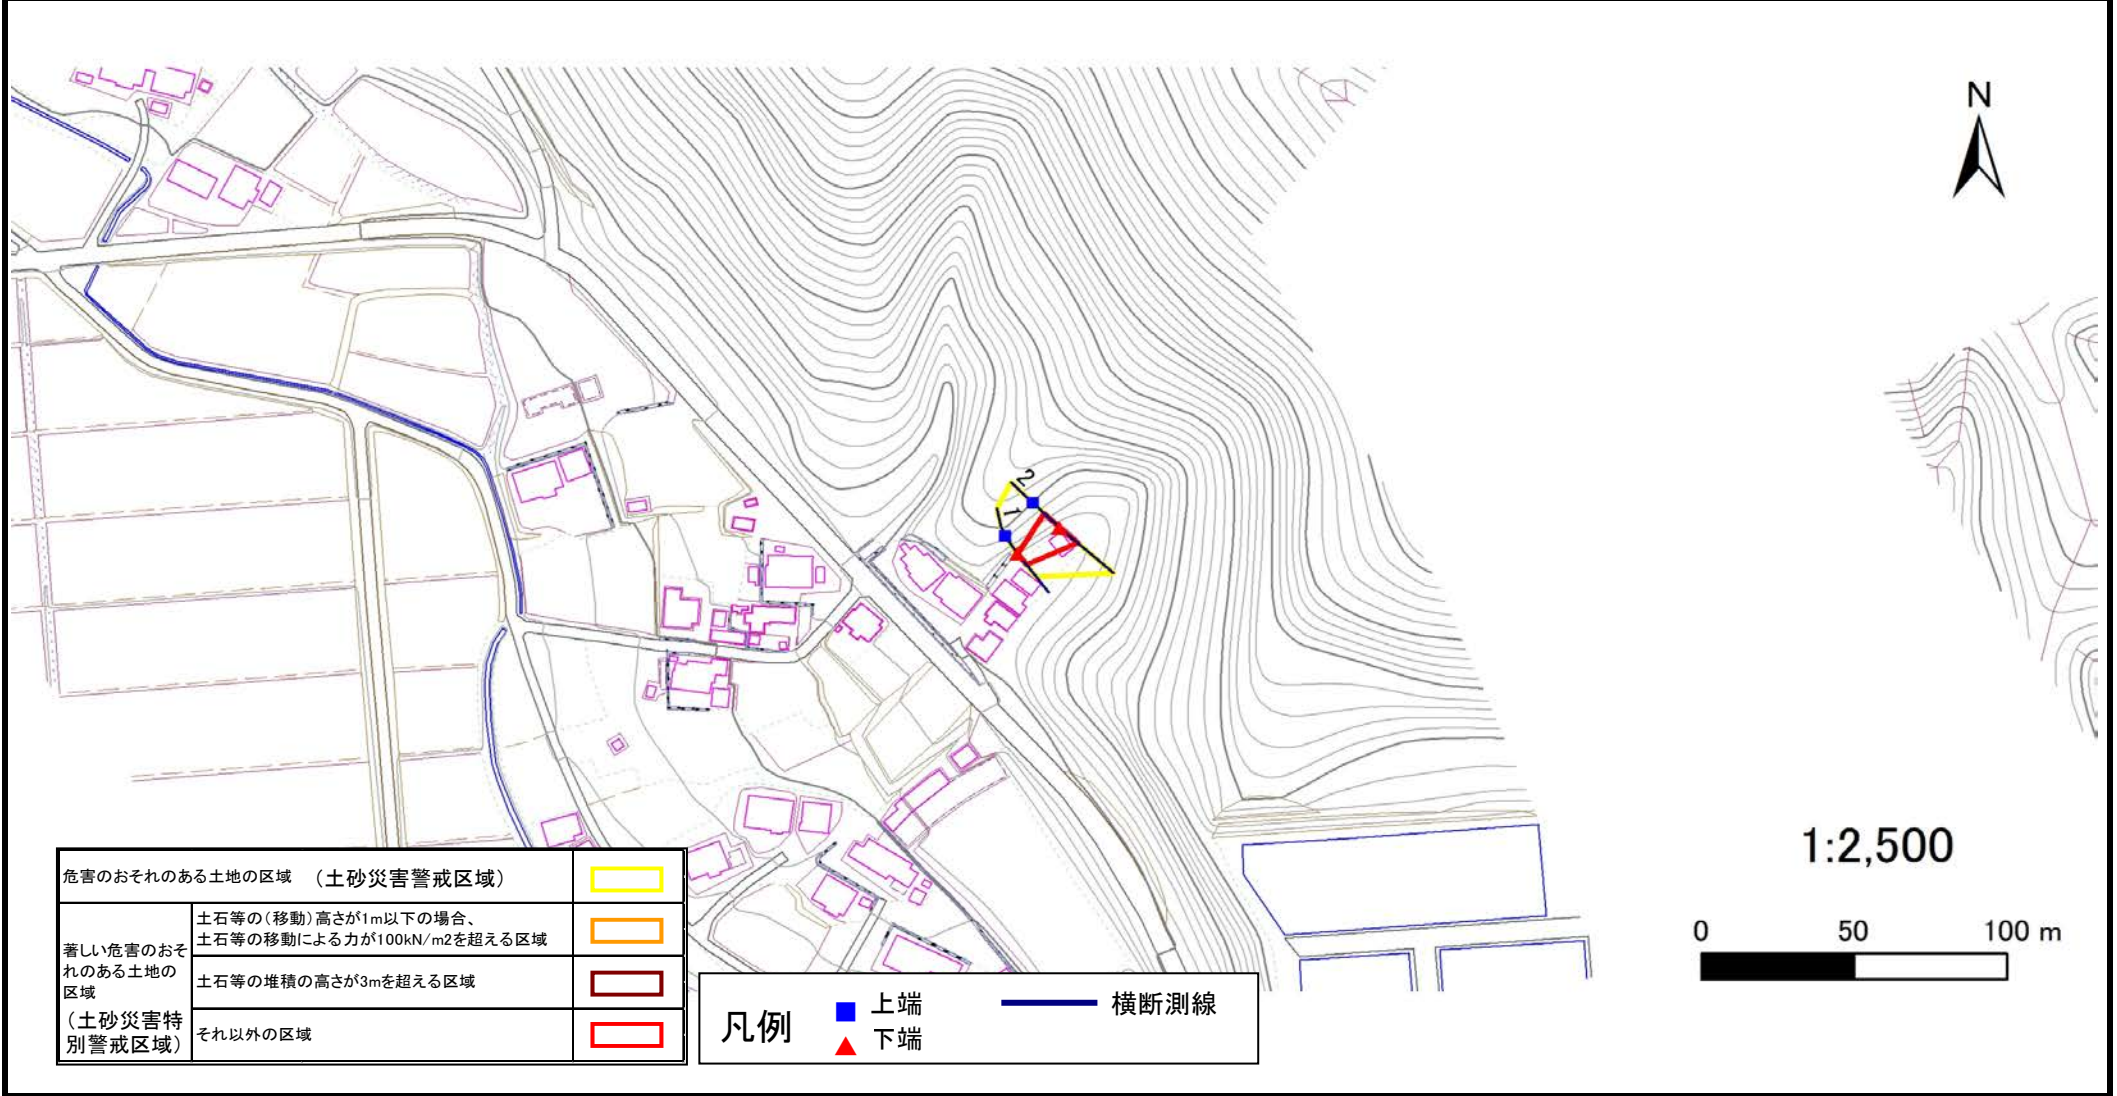 N
2
1
1:2,500
0 50 100 m
危害のおそれのある土地の区域 （土砂災害警戒区域）
著しい危害のおそ
れのある土地の
区域
（土砂災害特
別警戒区域）
土石等の（移動）高さが1m以下の場合、
土石等の移動による力が100kN/m2を超える区域
土石等の堆積の高さが3mを超える区域
それ以外の区域
凡例
上端
下端
横断測線